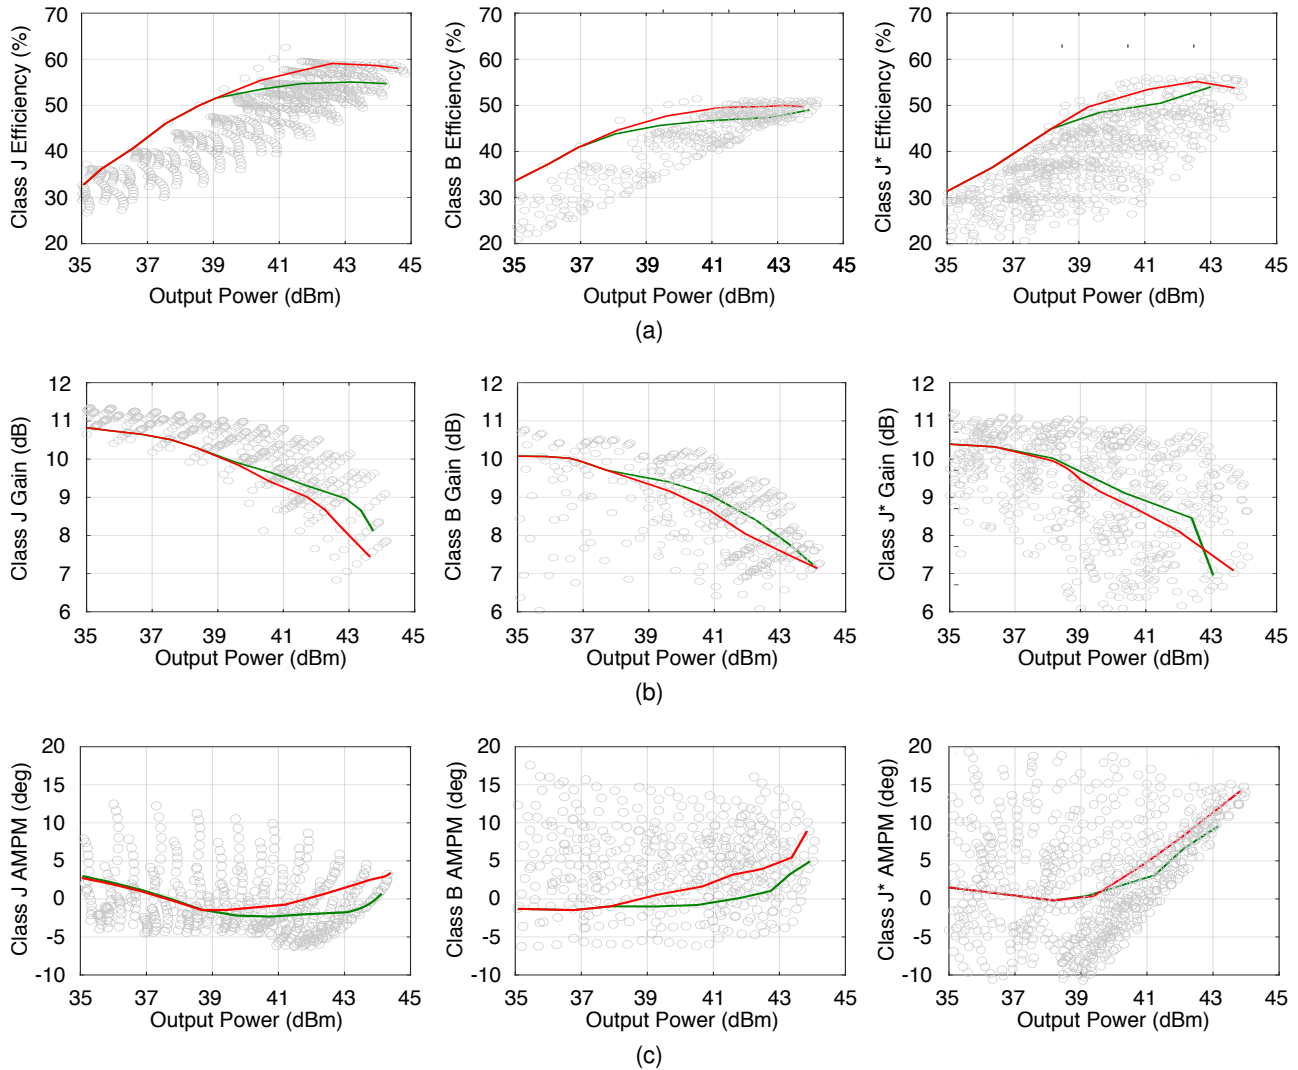 70 60 50 40 30 20
Class J Efficiency (%)
35 37 39 41 43 45
Output Power (dBm)
70 60 50 40 30 20
Class B Efficiency (%)
35 37 39 41 43 45
Output Power (dBm)
70 60 50 40 30 20
Class J* Efficiency (%)
35 37 39 41 43 45
Output Power (dBm)
(a)
12 11 10 9 8 7 6
Class J Gain (dB)
35 37 39 41 43 45
Output Power (dBm)
12 11 10 9 8 7 6
Class B Gain (dB)
35 37 39 41 43 45
Output Power (dBm)
12 11 10 9 8 7 6
Class J* Gain (dB)
35 37 39 41 43 45
Output Power (dBm)
(b)
20 15 10 5 0 -5 -10
Class J AMPM (deg)
35 37 39 41 43 45
Output Power (dBm)
20 15 10 5 0 -5 -10
Class B AMPM (deg)
35 37 39 41 43 45
Output Power (dBm)
20 15 10 5 0 -5 -10
Class J* AMPM (deg)
35 37 39 41 43 45
Output Power (dBm)
(c)